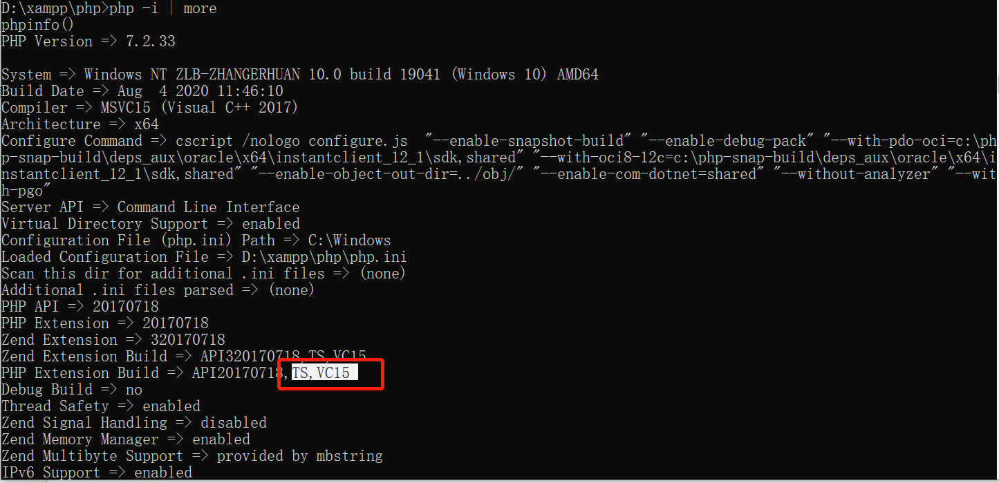 D:\xampp\php>php -i | more
phpinfo()
PHP Version => 7.2.33
System => Windows NT ZLB-ZHANGERHUAN 10.0 build 19041 (Windows 10) AMD64
Build Date => Aug  4 2020 11:46:10
Compiler => MSVC15 (Visual C++ 2017)
Architecture => x64
Configure Command => cscript /nologo configure.js  "--enable-snapshot-build" "--enable-debug-pack" "--with-pdo-oci=c:\ph
p-snap-build\deps_aux\oracle\x64\instantclient_12_1\sdk,shared" "--with-oci8-12c=c:\php-snap-build\deps_aux\oracle\x64\i
nstantclient_12_1\sdk,shared" "--enable-object-out-dir=../obj/" "--enable-com-dotnet=shared" "--without-analyzer" "--wit
h-pgo"
Server API => Command Line Interface
Virtual Directory Support => enabled
Configuration File (php.ini) Path => C:\Windows
Loaded Configuration File => D:\xampp\php\php.ini
Scan this dir for additional .ini files => (none)
Additional .ini files parsed => (none)
PHP API => 20170718
PHP Extension => 20170718
Zend Extension => 320170718
Zend Extension Build => API320170718,TS,VC15
PHP Extension Build => API20170718,TS,VC15
Debug Build => no
Thread Safety => enabled
Zend Signal Handling => disabled
Zend Memory Manager => enabled
Zend Multibyte Support => provided by mbstring
IPv6 Support => enabled